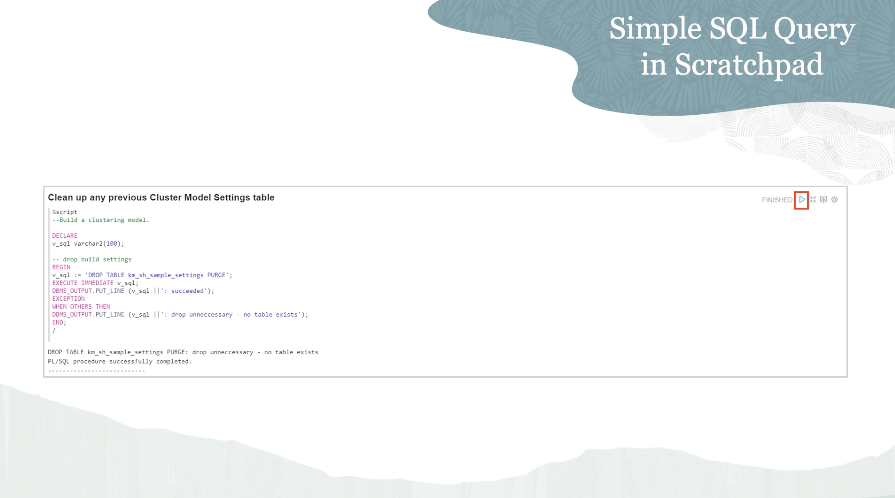 Simple SQL Query
in Scratchpad
Clean up any previous Cluster Model Settings table
FINISHED
%script
--Build a clustering model.
DECLARE
v_sql varchar2(100);
-- drop build settings
BEGIN
v_sql := 'DROP TABLE km_sh_sample_settings PURGE';
EXECUTE IMMEDIATE v_sql;
DBMS_OUTPUT.PUT_LINE (v_sql ||': succeeded');
EXCEPTION
WHEN OTHERS THEN
DBMS_OUTPUT.PUT_LINE (v_sql ||': drop unneccessary - no table exists');
END;
/
DROP TABLE km_sh_sample_settings PURGE: drop unneccessary - no table exists
PL/SQL procedure successfully completed.
---------------------------